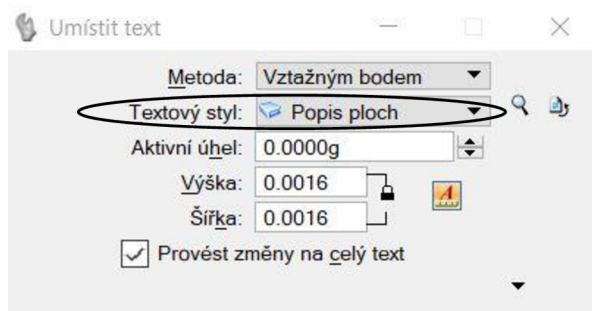 Umístit text
Metoda: Vztažným bodem
Textový styl: Popis ploch
Aktivní úhel: 0.0000g
Výška: 0.0016
Šířka: 0.0016
A
Provést změny na celý text